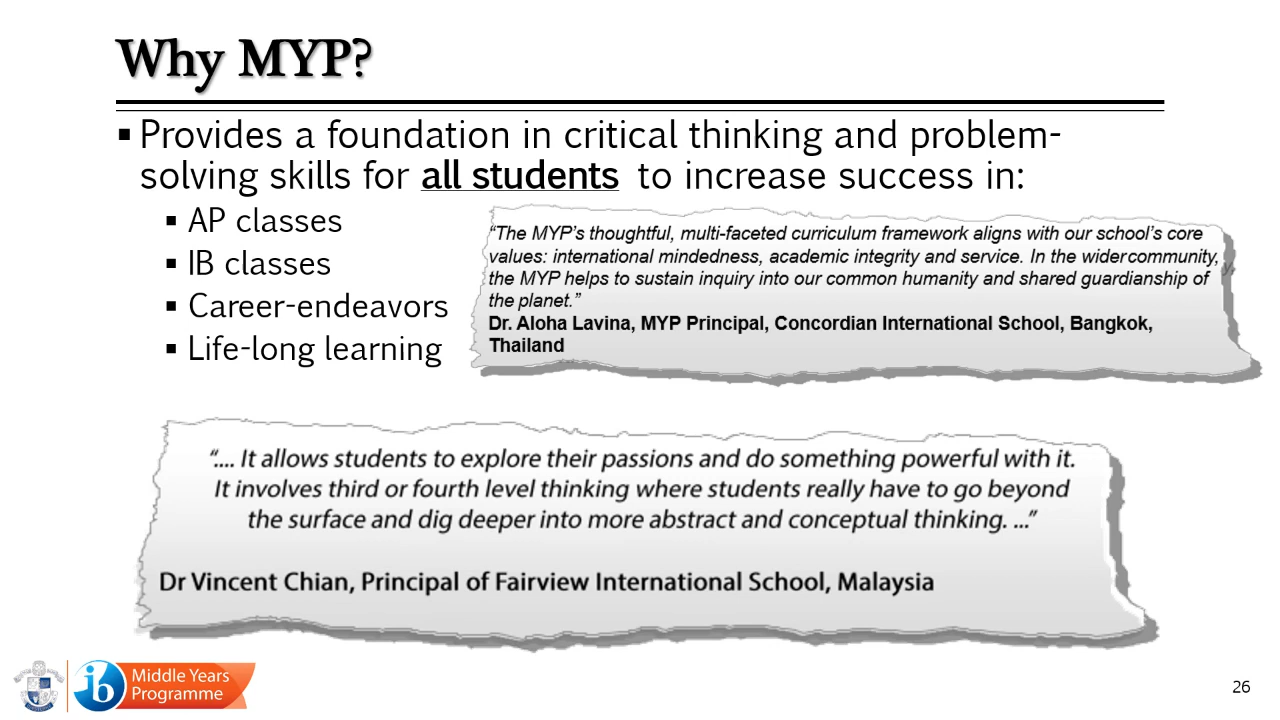 Why MYP?
▪ Provides a foundation in critical thinking and problem-
solving skills for all students to increase success in:
▪ AP classes
▪ IB classes
▪ Career-endeavors
▪ Life-long learning
“The MYP’s thoughtful, multi-faceted curriculum framework aligns with our school’s core
values: international mindedness, academic integrity and service. In the widercommunity,
the MYP helps to sustain inquiry into our common humanity and shared guardianship of
the planet.”
Dr. Aloha Lavina, MYP Principal, Concordian International School, Bangkok,
Thailand
“.... It allows students to explore their passions and do something powerful with it.
It involves third or fourth level thinking where students really have to go beyond
the surface and dig deeper into more abstract and conceptual thinking. ...”
Dr Vincent Chian, Principal of Fairview International School, Malaysia
ib
Middle Years
Programme
26